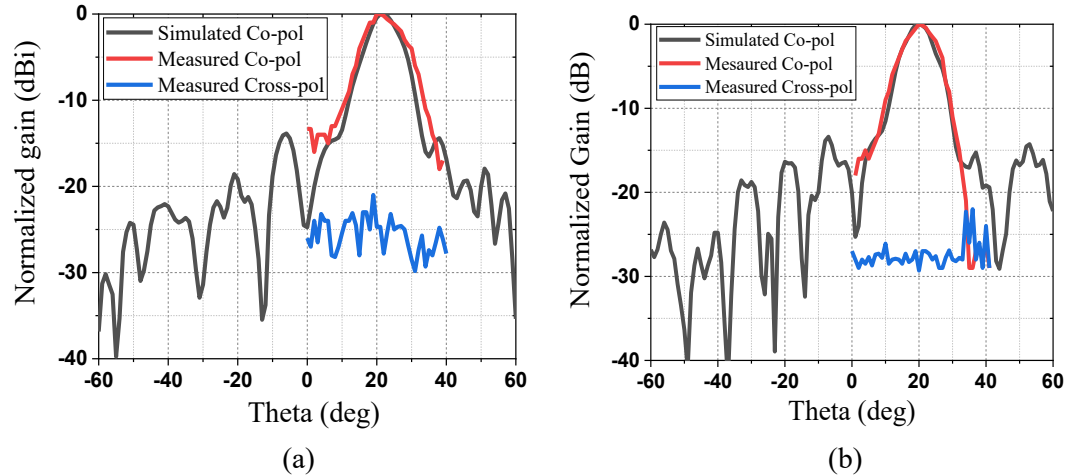 Normalized gain (dBi)
0
-10
-20
-30
-40
Simulated Co-pol
Measured Co-pol
Measured Cross-pol
-60
-40
-20
0
20
40
60
Theta (deg)
(a)
Normalized Gain (dB)
0
-10
-20
-30
-40
Simulated Co-pol
Mesaured Co-pol
Measured Cross-pol
-60
-40
-20
0
20
40
60
Theta (deg)
(b)